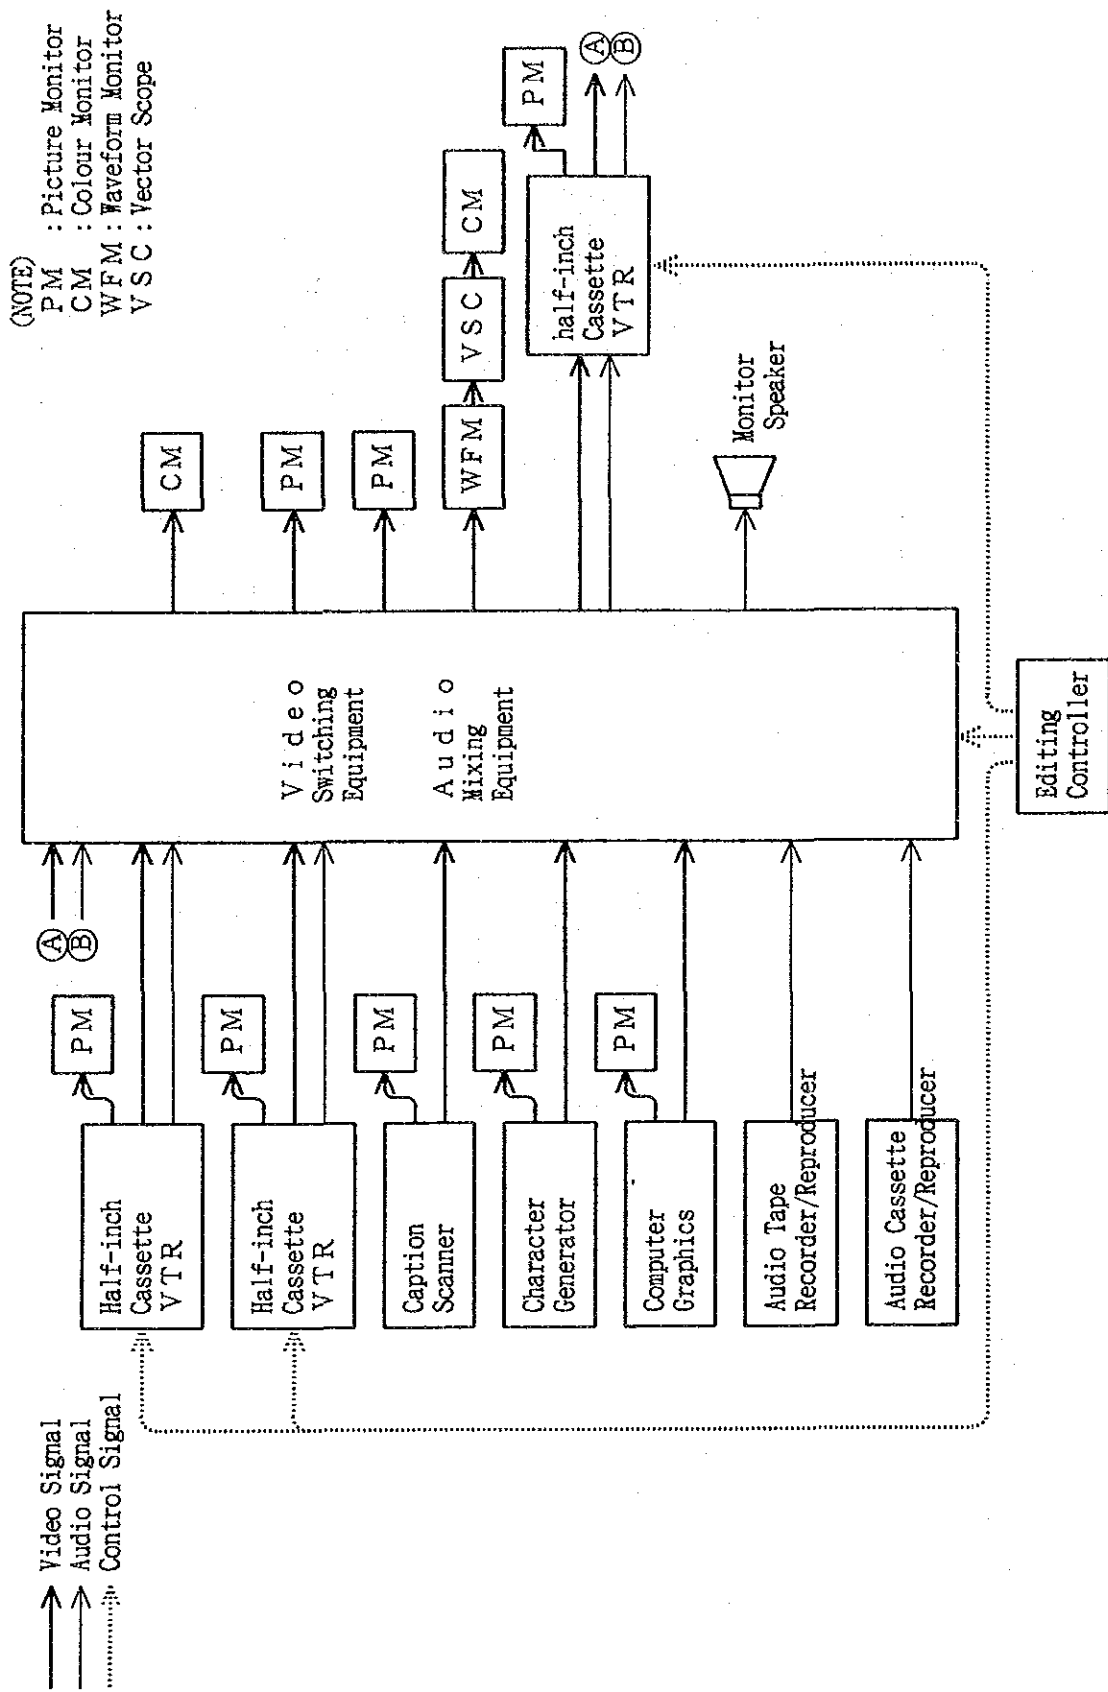 Video Signal
Audio Signal
Control Signal
(NOTE)
PM : Picture Monitor
CM : Colour Monitor
WFM : Waveform Monitor
VSC : Vector Scope
Ⓐ
Ⓑ
PM
Half-inch
Cassette
VTR
PM
Half-inch
Cassette
VTR
PM
Caption
Scanner
PM
Character
Generator
PM
Computer
Graphics
Audio Tape
Recorder/Reproducer
Audio Cassette
Recorder/Reproducer
Video
Switching
Equipment
Audio
Mixing
Equipment
Editing
Controller
CM
PM
PM
WFM
VSC
CM
half-inch
Cassette
VTR
PM
Ⓐ
Ⓑ
Monitor
Speaker